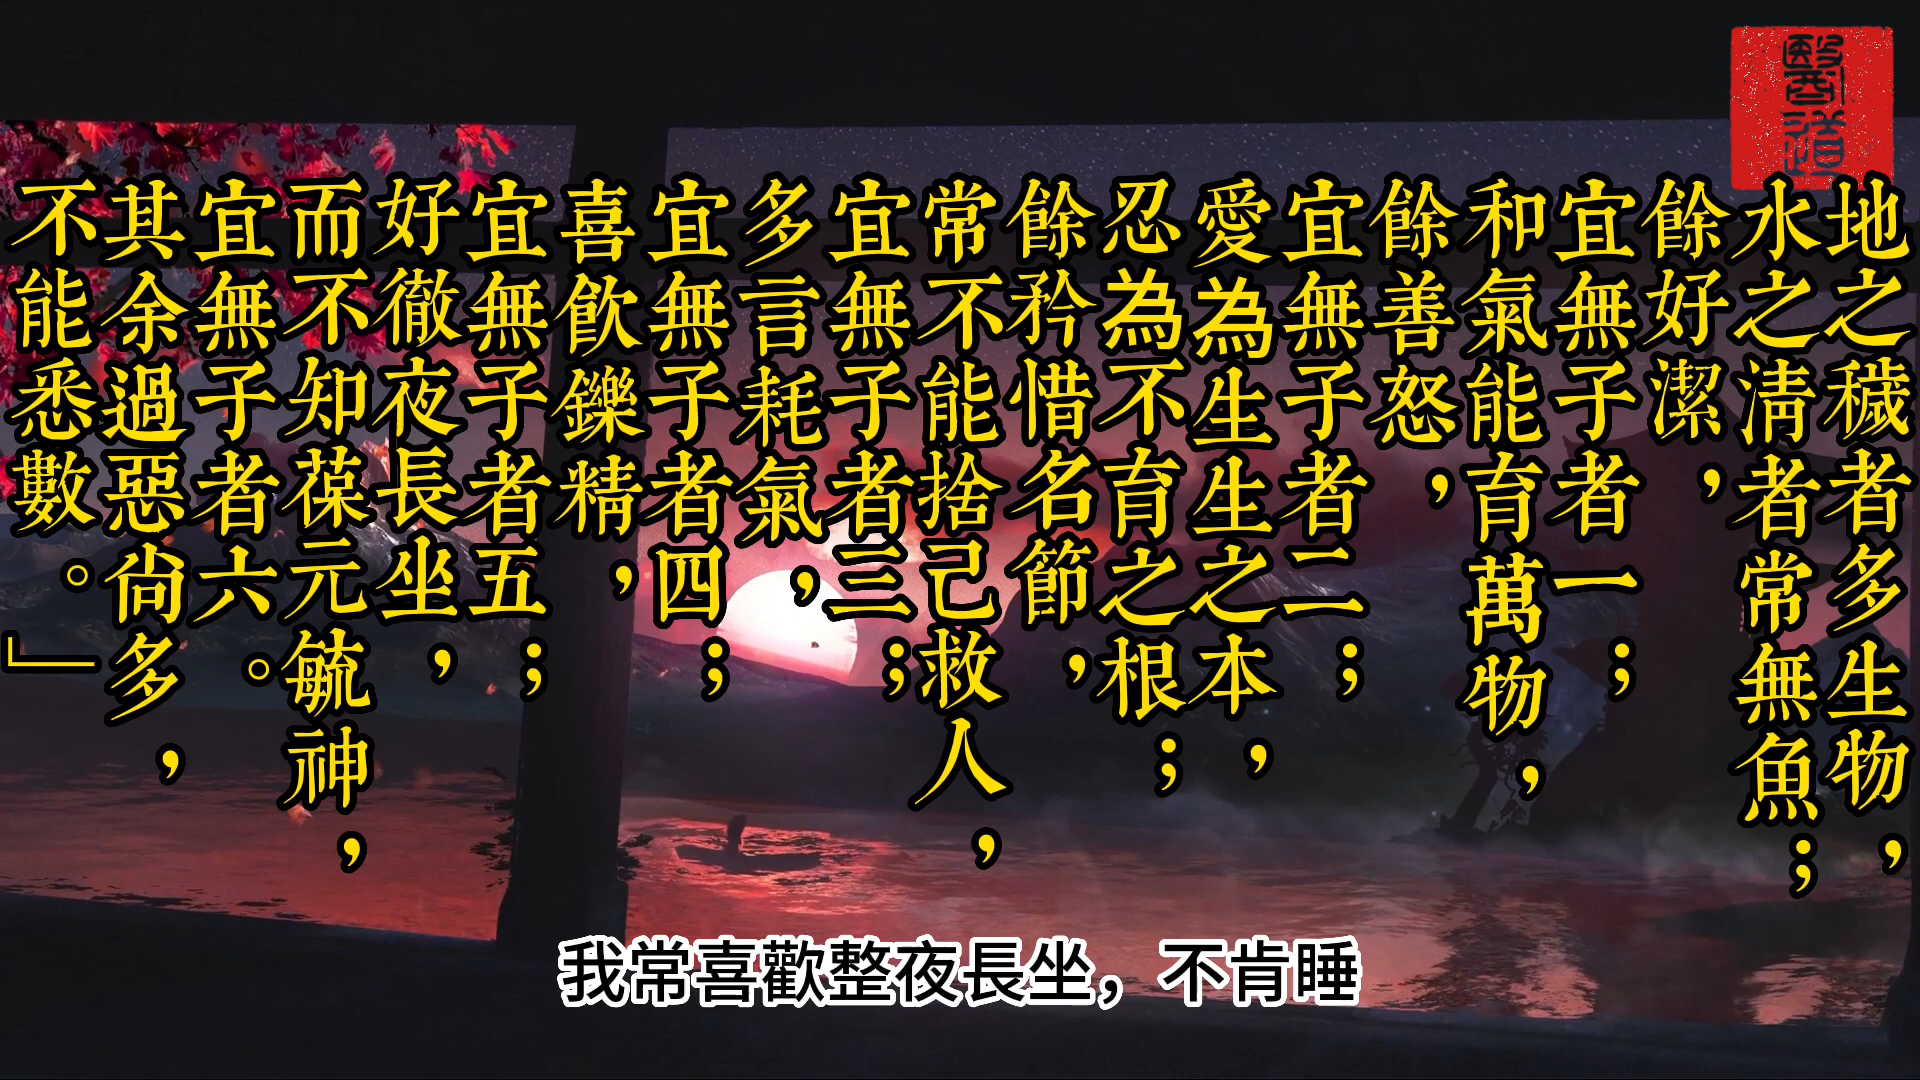 地之穢者多生物，
水之清者常無魚；
餘好潔，
宜無子者一；
和氣能育萬物，
餘善怒，
宜無子者二；
愛為生生之本，
忍為不育之根；
餘矜惜名節，
常不能捨己救人，
宜無子者三；
多言耗氣，
宜無子者四；
喜飲鑠精，
宜無子者五；
好徹夜長坐，
而不知葆元毓神，
宜無子者六。
其余過惡尚多，
不能悉數。」
醫道
我常喜歡整夜長坐，不肯睡